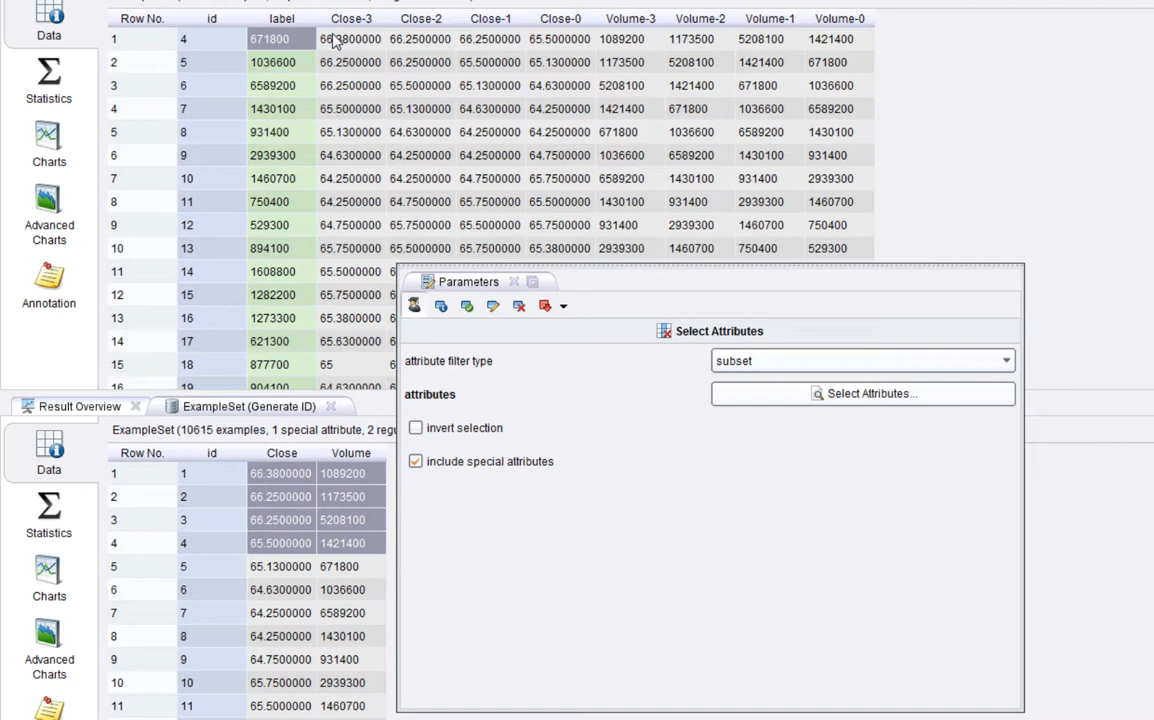 Row No. id label Close-3 Close-2 Close-1 Close-0 Volume-3 Volume-2 Volume-1 Volume-0
Data
1 4 671800 66.3800000 66.2500000 66.2500000 65.5000000 1089200 1173500 5208100 1421400
2 5 1036600 66.2500000 66.2500000 65.5000000 65.1300000 1173500 5208100 1421400 671800
3 6 6589200 66.2500000 65.5000000 65.1300000 64.6300000 5208100 1421400 671800 1036600
Statistics
4 7 1430100 65.5000000 65.1300000 64.6300000 64.2500000 1421400 671800 1036600 6589200
5 8 931400 65.1300000 64.6300000 64.2500000 64.2500000 671800 1036600 6589200 1430100
6 9 2939300 64.6300000 64.2500000 64.2500000 64.7500000 1036600 6589200 1430100 931400
Charts
7 10 1460700 64.2500000 64.2500000 64.7500000 65.7500000 6589200 1430100 931400 2939300
8 11 750400 64.2500000 64.7500000 65.7500000 65.5000000 1430100 931400 2939300 1460700
9 12 529300 64.7500000 65.7500000 65.5000000 65.7500000 931400 2939300 1460700 750400
Advanced
Charts
10 13 894100 65.7500000 65.5000000 65.7500000 65.3800000 2939300 1460700 750400 529300
11 14 1608800 65.5000000
12 15 1282200 65.7500000
Annotation
13 16 1273300 65.3800000
14 17 621300 65.6300000
15 18 877700 65
16 19 904100 64.6300000
Parameters
Select Attributes
attribute filter type subset
attributes Select Attributes...
invert selection
include special attributes
Result Overview ExampleSet (Generate ID)
ExampleSet (10615 examples, 1 special attribute, 2 regu
Row No. id Close Volume
Data
1 1 66.3800000 1089200
2 2 66.2500000 1173500
3 3 66.2500000 5208100
Statistics
4 4 65.5000000 1421400
5 5 65.1300000 671800
6 6 64.6300000 1036600
Charts
7 7 64.2500000 6589200
8 8 64.2500000 1430100
9 9 64.7500000 931400
Advanced
Charts
10 10 65.7500000 2939300
11 11 65.5000000 1460700